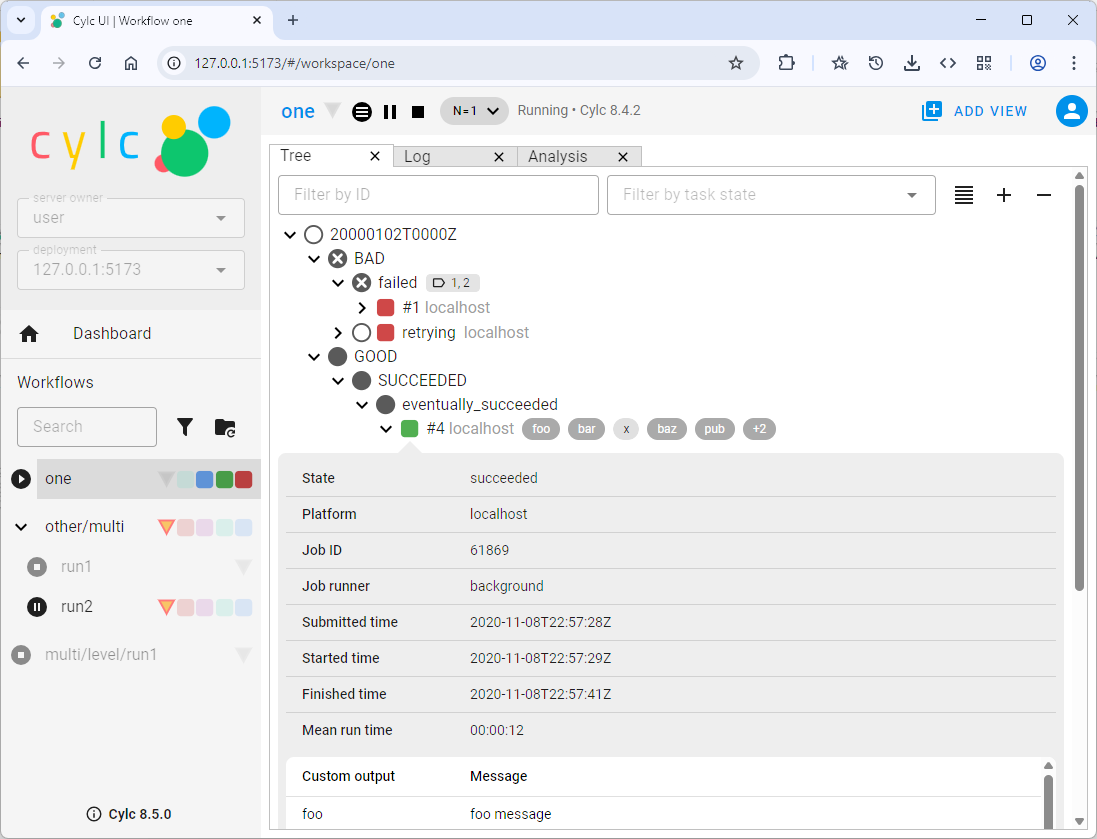 Cylc UI | Workflow one
127.0.0.1:5173/#/workspace/one
cylc
server owner
user
deployment
127.0.0.1:5173
Dashboard
Workflows
Search
one
other/multi
run1
run2
multi/level/run1
Cylc 8.5.0
one
N=1
Running • Cylc 8.4.2
ADD VIEW
Tree
Log
Analysis
Filter by ID
Filter by task state
20000102T0000Z
BAD
failed 1, 2
#1 localhost
retrying localhost
GOOD
SUCCEEDED
eventually_succeeded
#4 localhost foo bar x baz pub +2
State succeeded
Platform localhost
Job ID 61869
Job runner background
Submitted time 2020-11-08T22:57:28Z
Started time 2020-11-08T22:57:29Z
Finished time 2020-11-08T22:57:41Z
Mean run time 00:00:12
Custom output Message
foo foo message